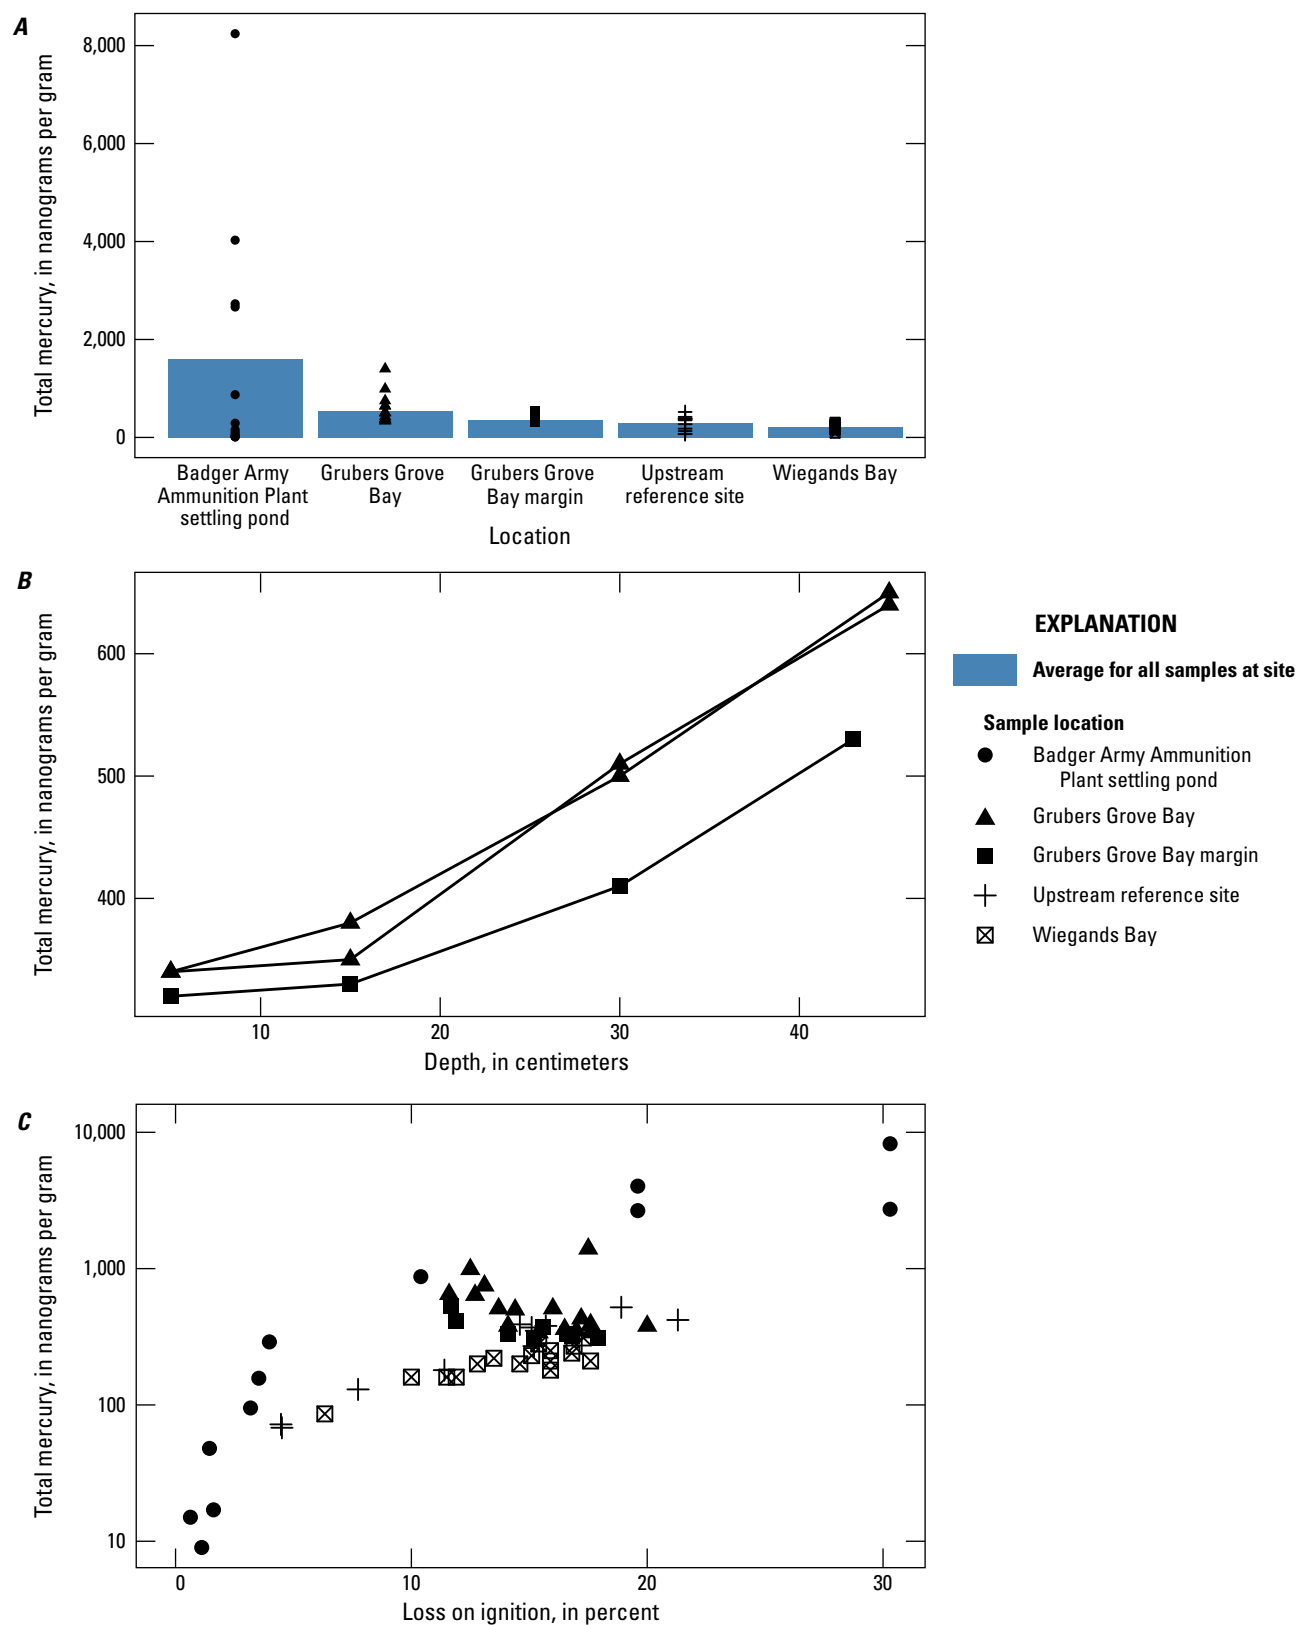 A
Total mercury, in nanograms per gram
8,000
6,000
4,000
2,000
0
Badger Army
Ammunition Plant
settling pond
Grubers Grove
Bay
Grubers Grove
Bay margin
Upstream
reference site
Wiegands Bay
Location
B
Total mercury, in nanograms per gram
600
500
400
10
20
30
40
Depth, in centimeters
EXPLANATION
Average for all samples at site
Sample location
Badger Army Ammunition
Plant settling pond
Grubers Grove Bay
Grubers Grove Bay margin
Upstream reference site
Wiegands Bay
C
Total mercury, in nanograms per gram
10,000
1,000
100
10
0
10
20
30
Loss on ignition, in percent